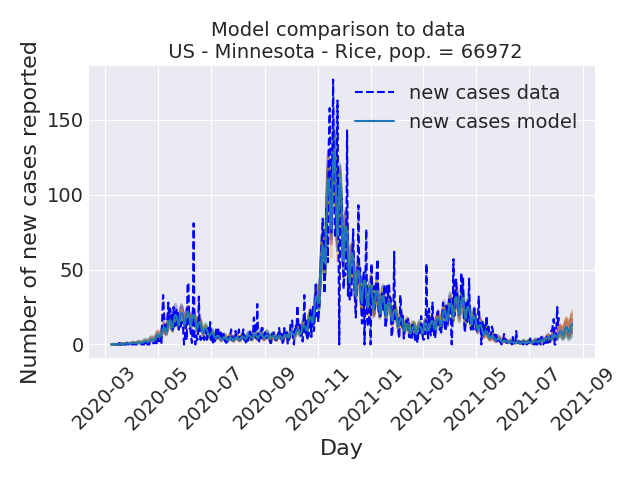 Model comparison to data
US - Minnesota - Rice, pop. = 66972
Number of new cases reported
150
100
50
0
new cases data
new cases model
2020-03
2020-05
2020-07
2020-09
2020-11
2021-01
2021-03
2021-05
2021-07
2021-09
Day